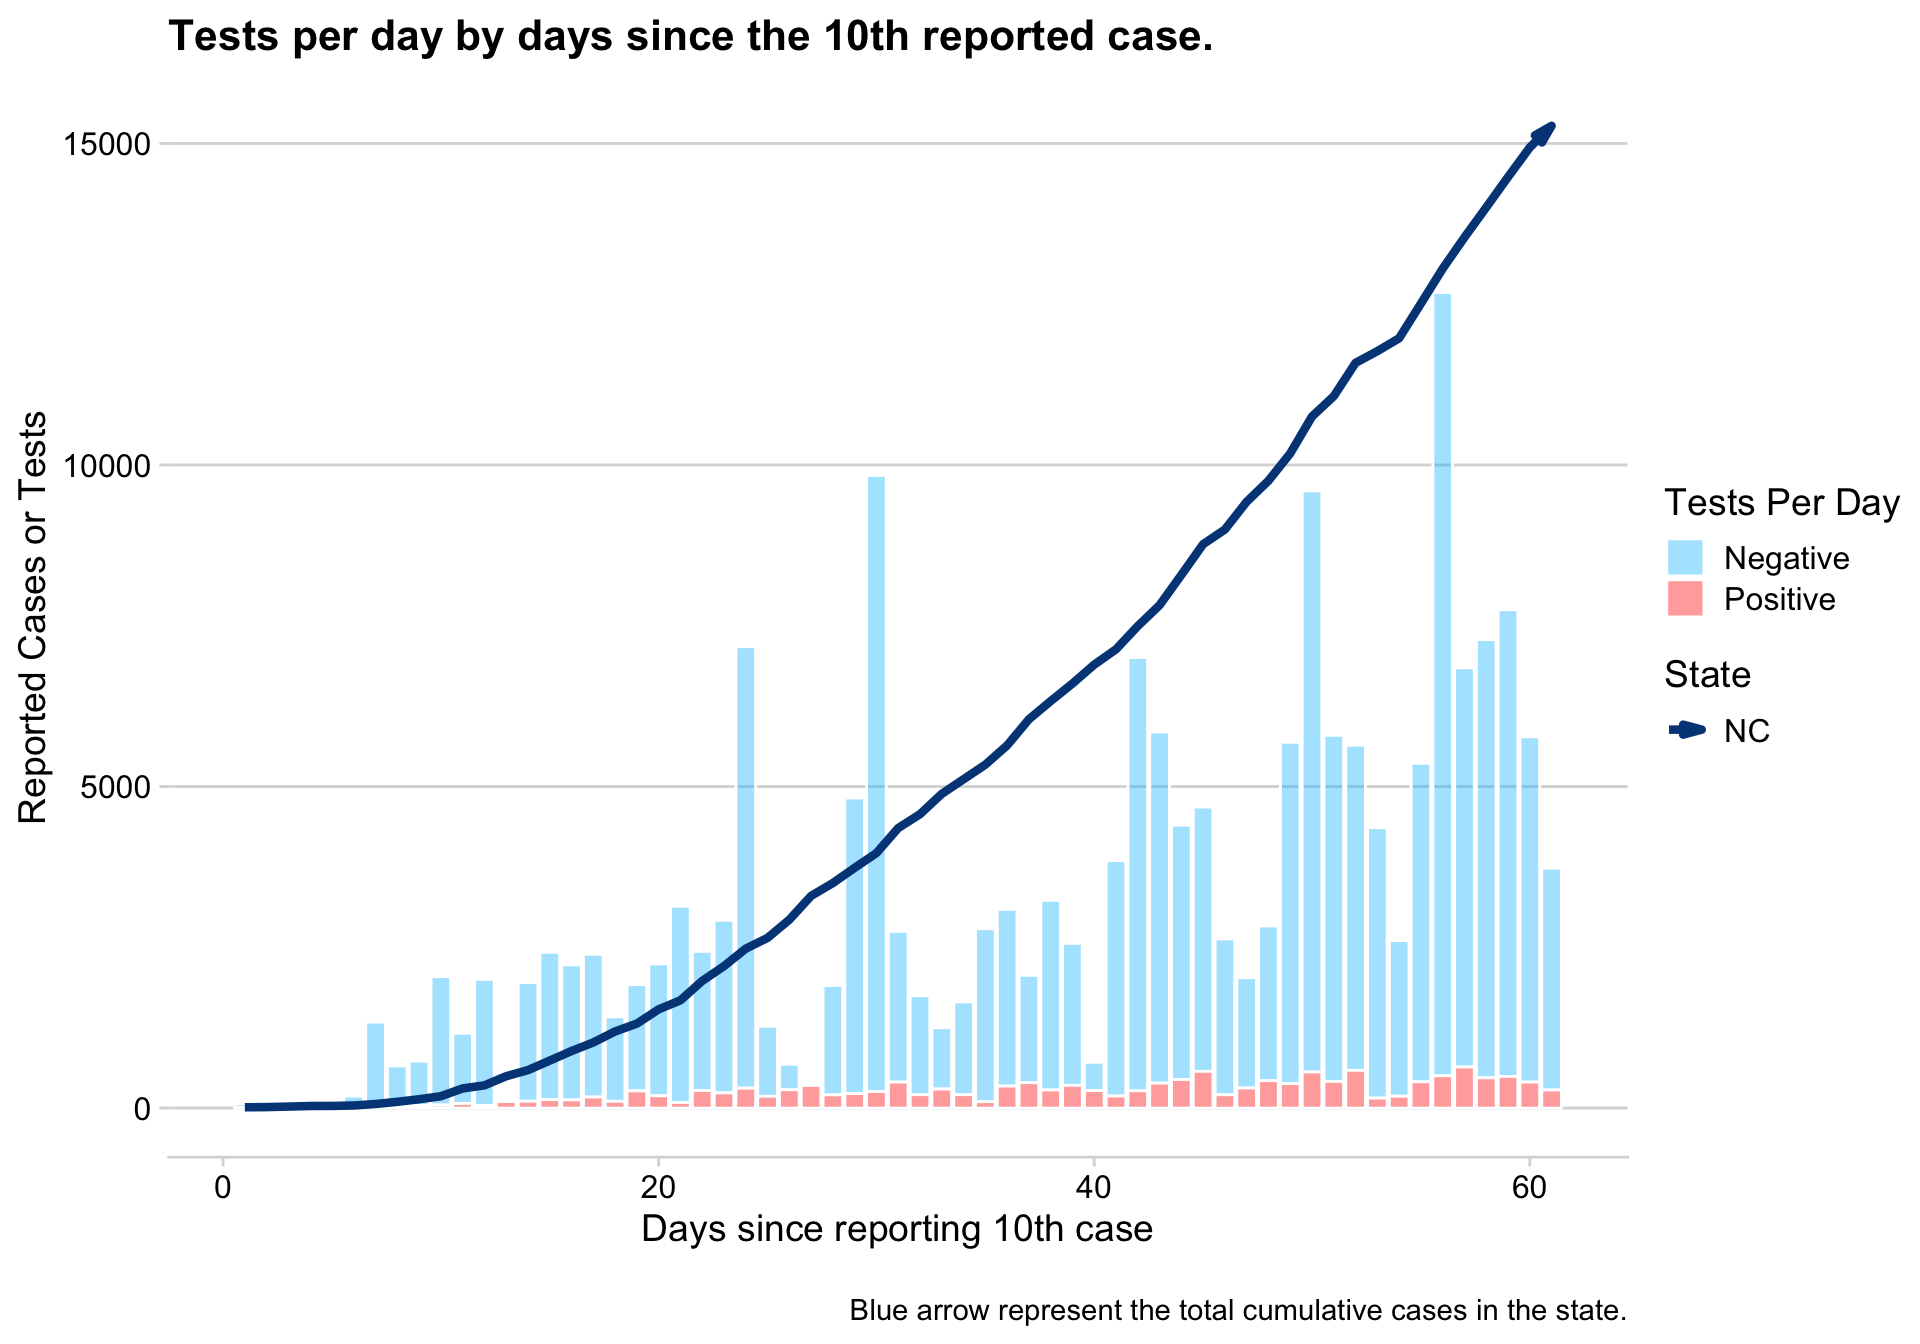 Tests per day by days since the 10th reported case.
15000
10000
5000
0
Reported Cases or Tests
0
20
40
60
Days since reporting 10th case
Tests Per Day
Negative
Positive
State
NC
Blue arrow represent the total cumulative cases in the state.